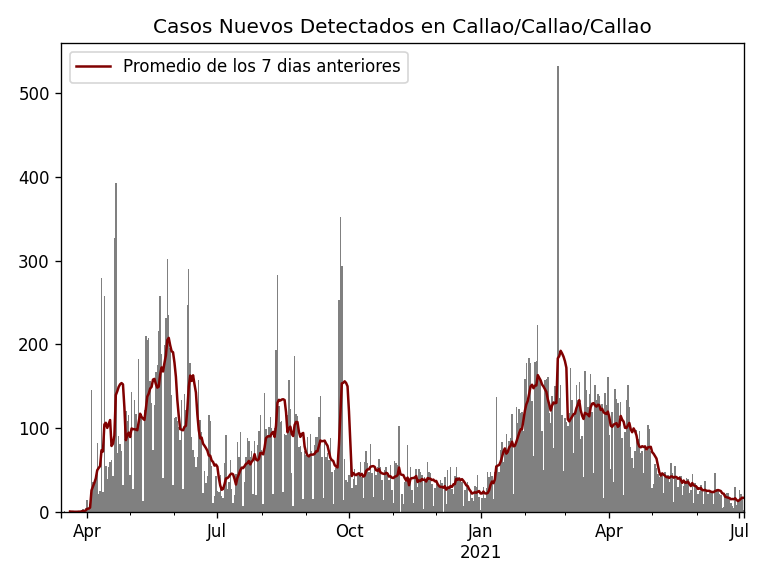 Casos Nuevos Detectados en Callao/Callao/Callao
Promedio de los 7 dias anteriores
500
400
300
200
100
0
Apr Jul Oct Jan Apr Jul
2021